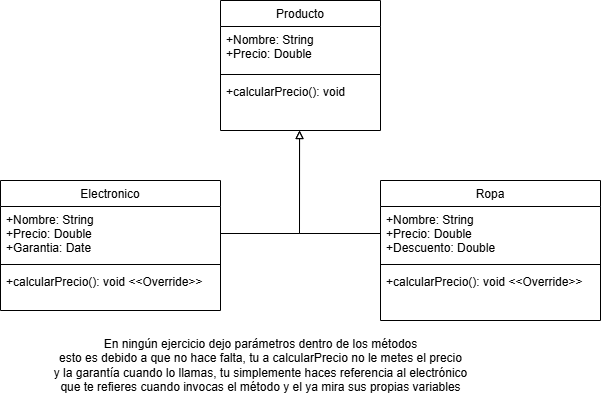 Producto
+Nombre: String
+Precio: Double
+calcularPrecio(): void
Electronico
+Nombre: String
+Precio: Double
+Garantia: Date
+calcularPrecio(): void <<Override>>
Ropa
+Nombre: String
+Precio: Double
+Descuento: Double
+calcularPrecio(): void <<Override>>
En ningún ejercicio dejo parámetros dentro de los métodos
esto es debido a que no hace falta, tu a calcularPrecio no le metes el precio
y la garantía cuando lo llamas, tu simplemente haces referencia al electrónico
que te refieres cuando invocas el método y el ya mira sus propias variables